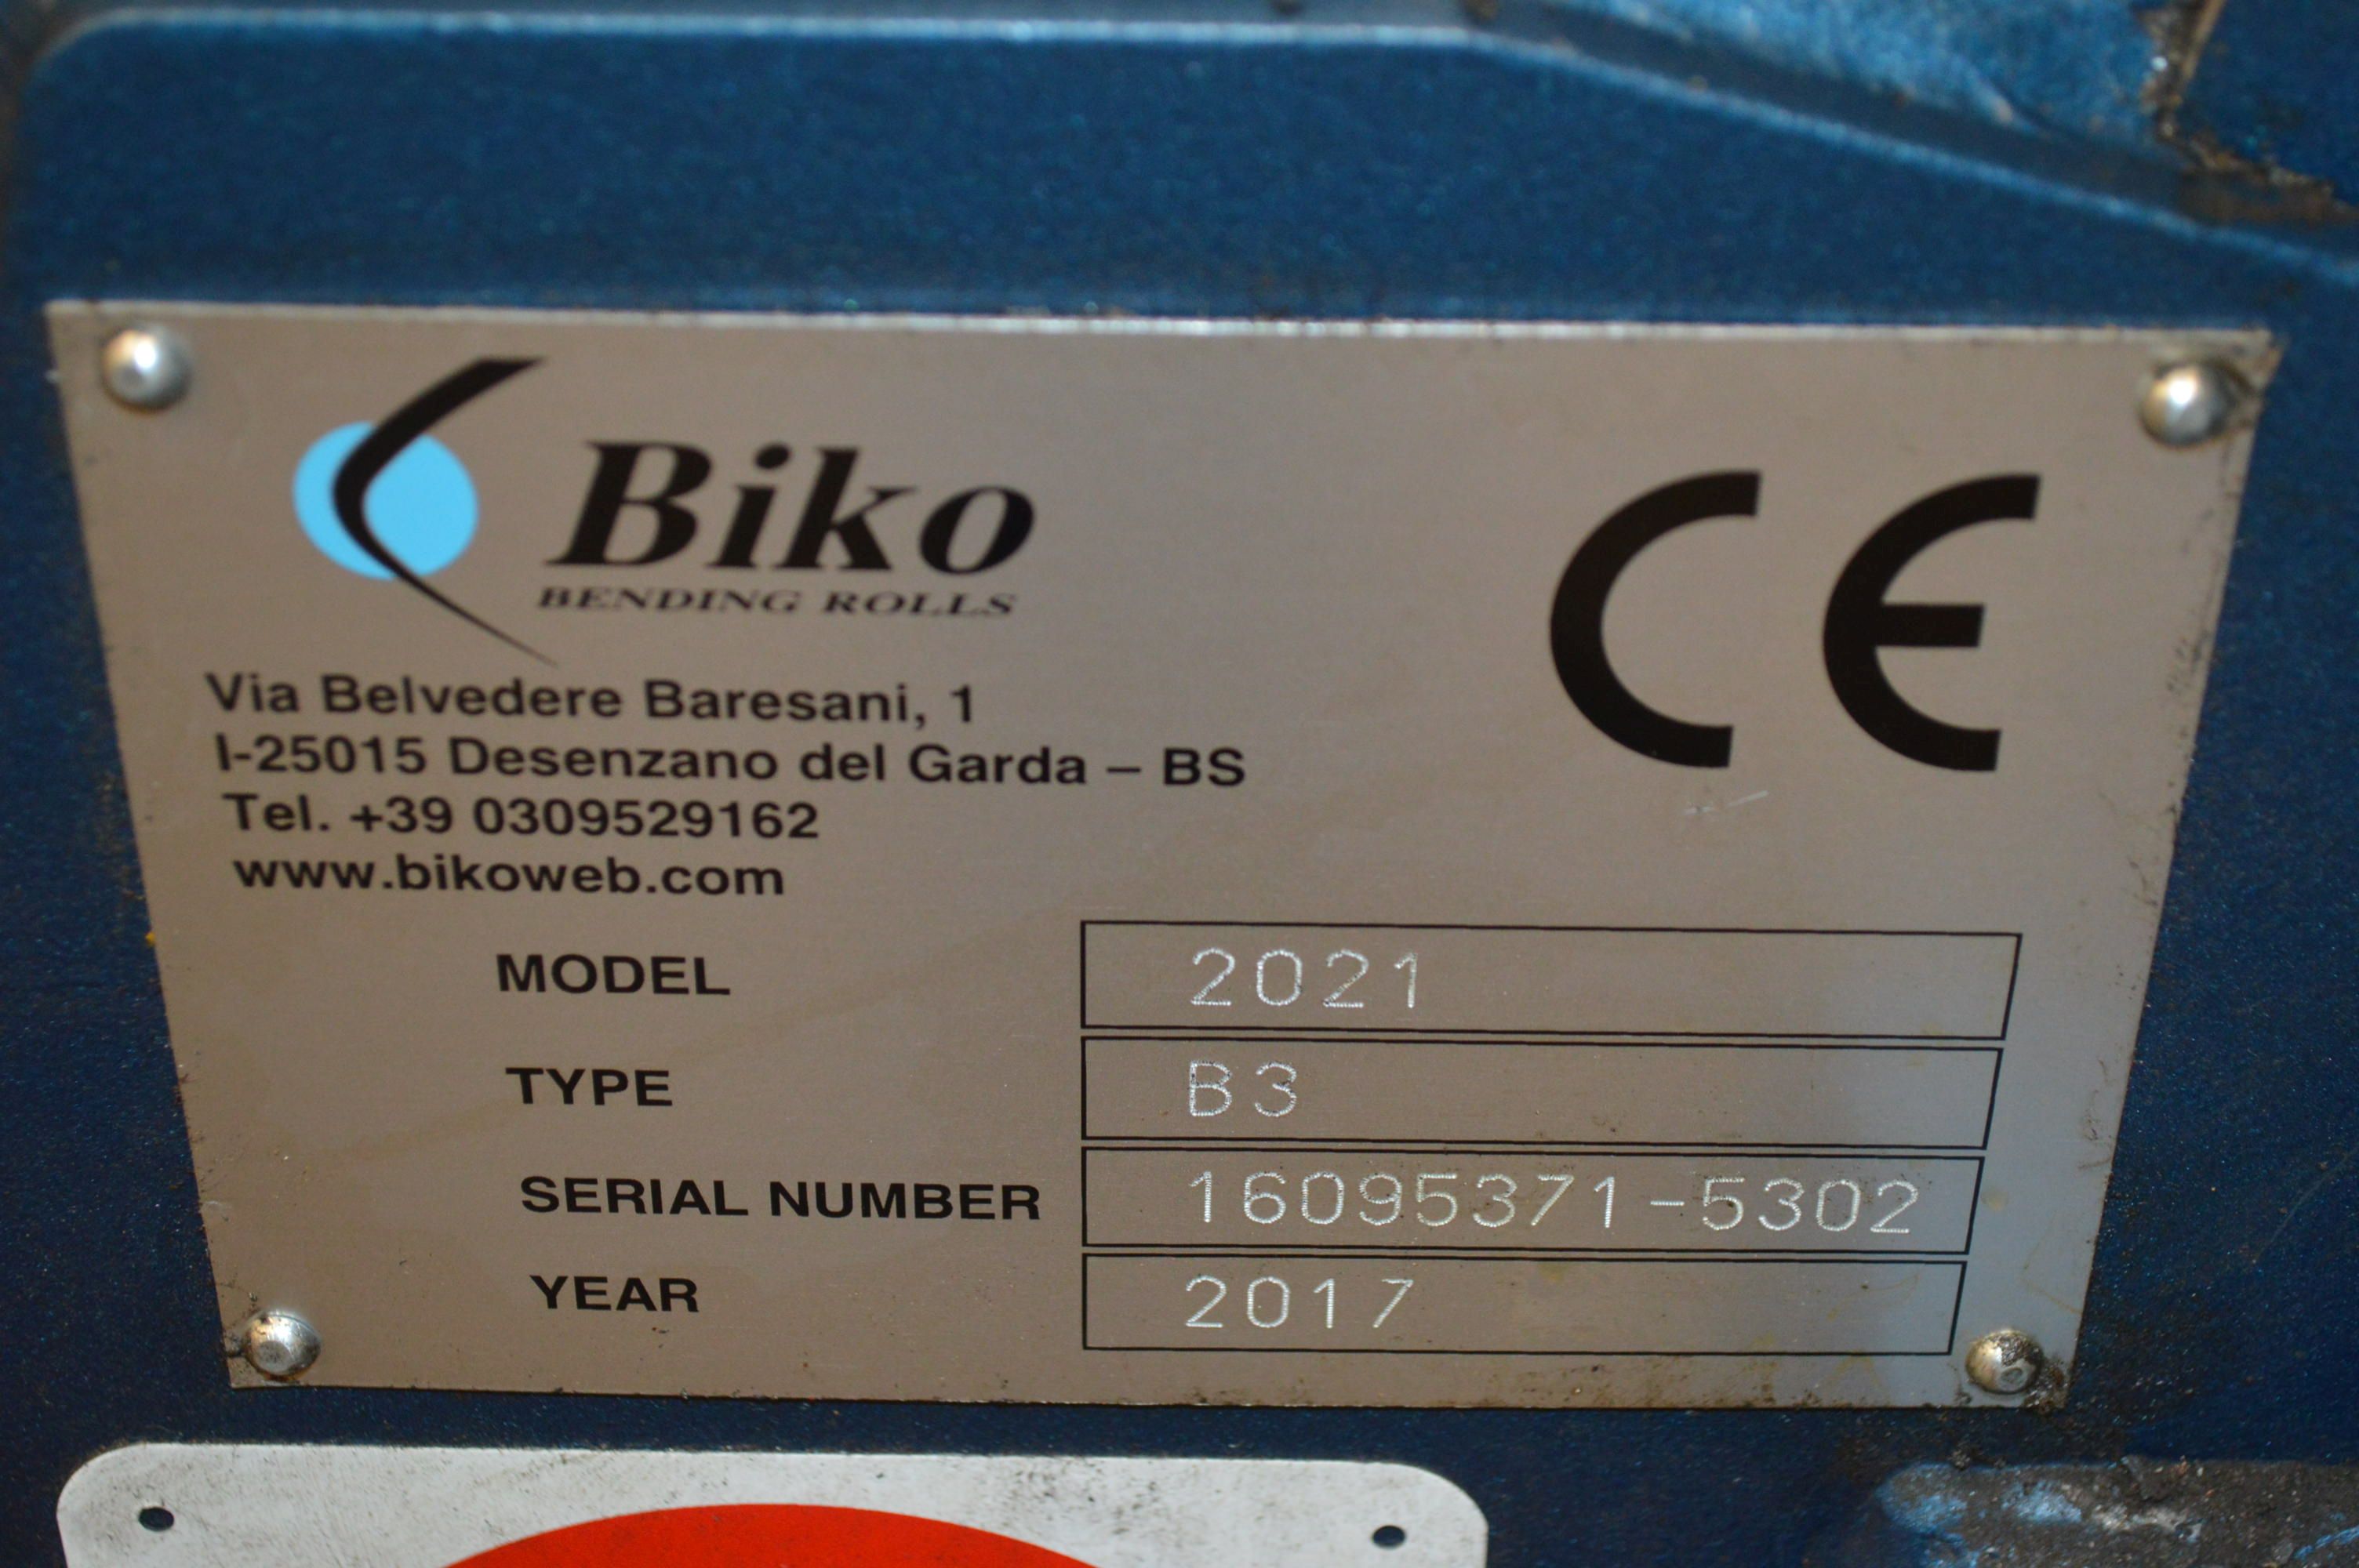 Biko
BENDING ROLLS
CE
Via Belvedere Baresani, 1
I-25015 Desenzano del Garda – BS
Tel. +39 0309529162
www.bikoweb.com
MODEL 2021
TYPE B3
SERIAL NUMBER 16095371-5302
YEAR 2017